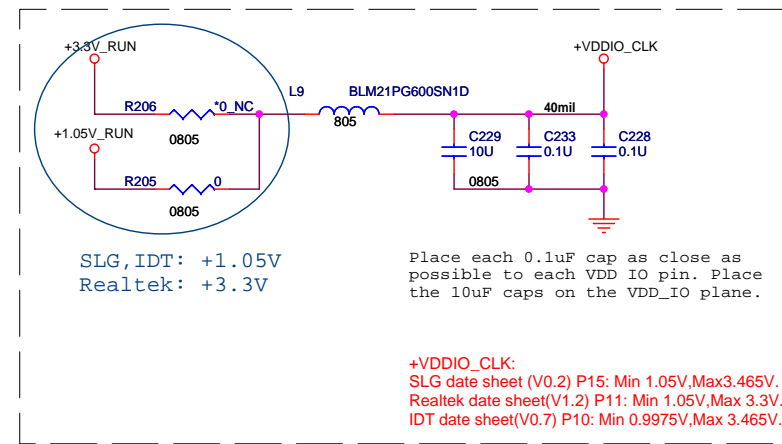 +3.3V_RUN
+VDDIO_CLK
L9 BLM21PG600SN1D
R206 *0_NC
805
40mil
0805
+1.05V_RUN
C229
10U
C233
0.1U
C228
0.1U
R205 0
0805
0805
SLG,IDT: +1.05V
Realtek: +3.3V
Place each 0.1uF cap as close as
possible to each VDD IO pin. Place
the 10uF caps on the VDD_IO plane.
+VDDIO_CLK:
SLG date sheet (V0.2) P15: Min 1.05V,Max3.465V.
Realtek date sheet(V1.2) P11: Min 1.05V,Max 3.3V.
IDT date sheet(V0.7) P10: Min 0.9975V,Max 3.465V.